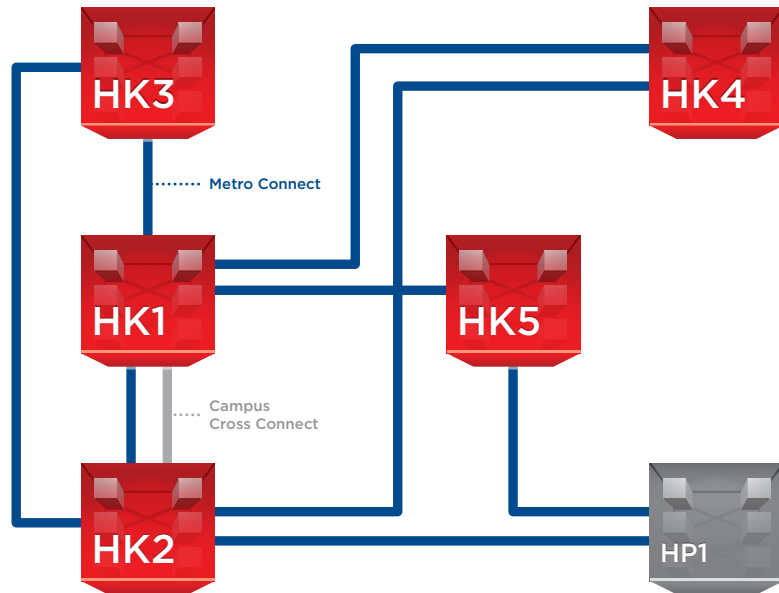 HK3
HK4
Metro Connect
HK1
HK5
Campus
Cross Connect
HK2
HP1